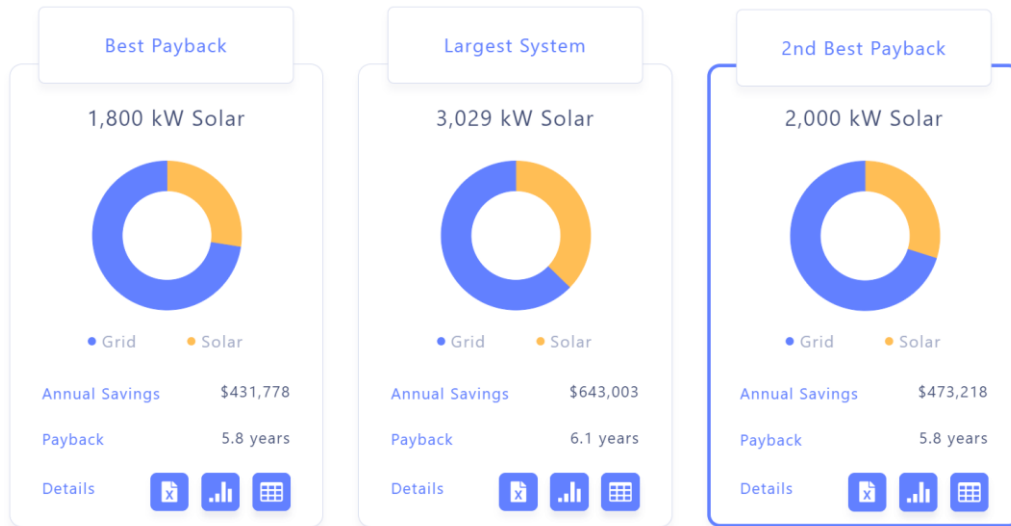 Best Payback
1,800 kW Solar
Grid Solar
Annual Savings $431,778
Payback 5.8 years
Details
Largest System
3,029 kW Solar
Grid Solar
Annual Savings $643,003
Payback 6.1 years
Details
2nd Best Payback
2,000 kW Solar
Grid Solar
Annual Savings $473,218
Payback 5.8 years
Details